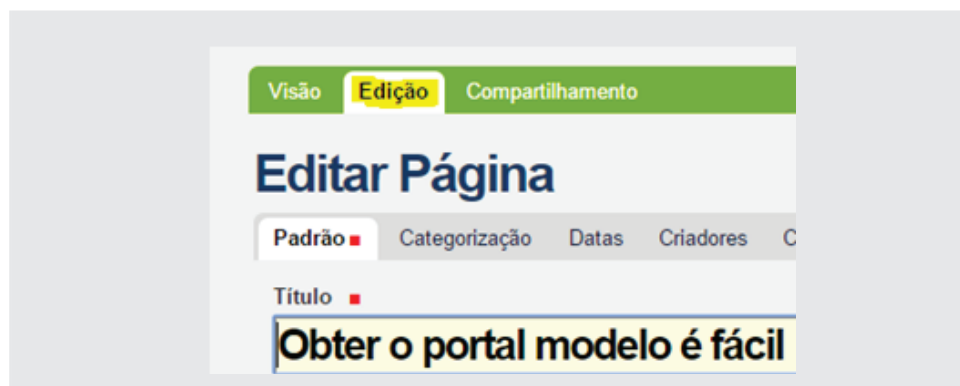 Visão Edição Compartilhamento
Editar Página
Padrão Categorização Datas Criadores
Título
Obter o portal modelo é fácil